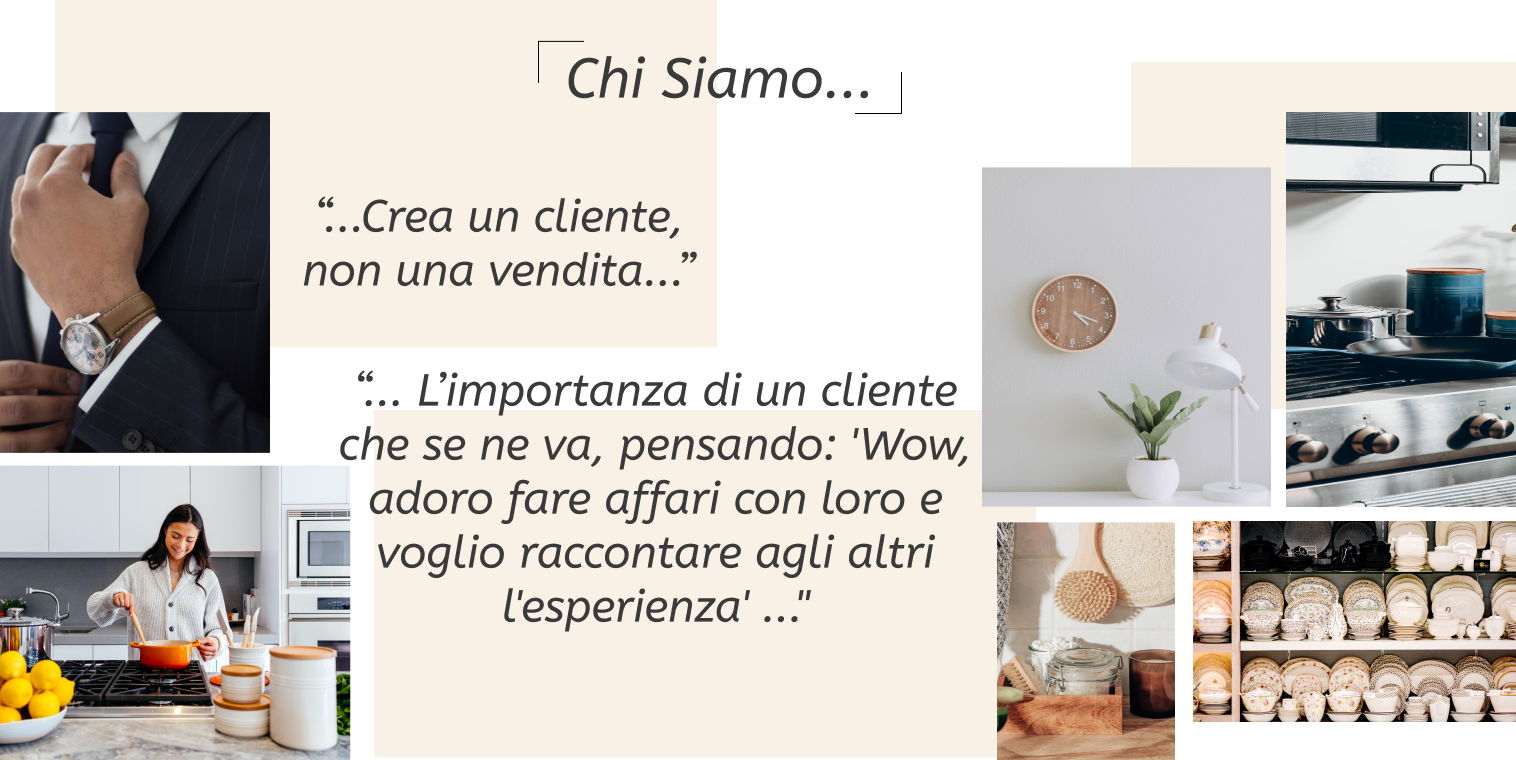 Chi Siamo...
“...Crea un cliente,
non una vendita...”
“... L’importanza di un cliente
che se ne va, pensando: 'Wow,
adoro fare affari con loro e
voglio raccontare agli altri
l'esperienza' ..."